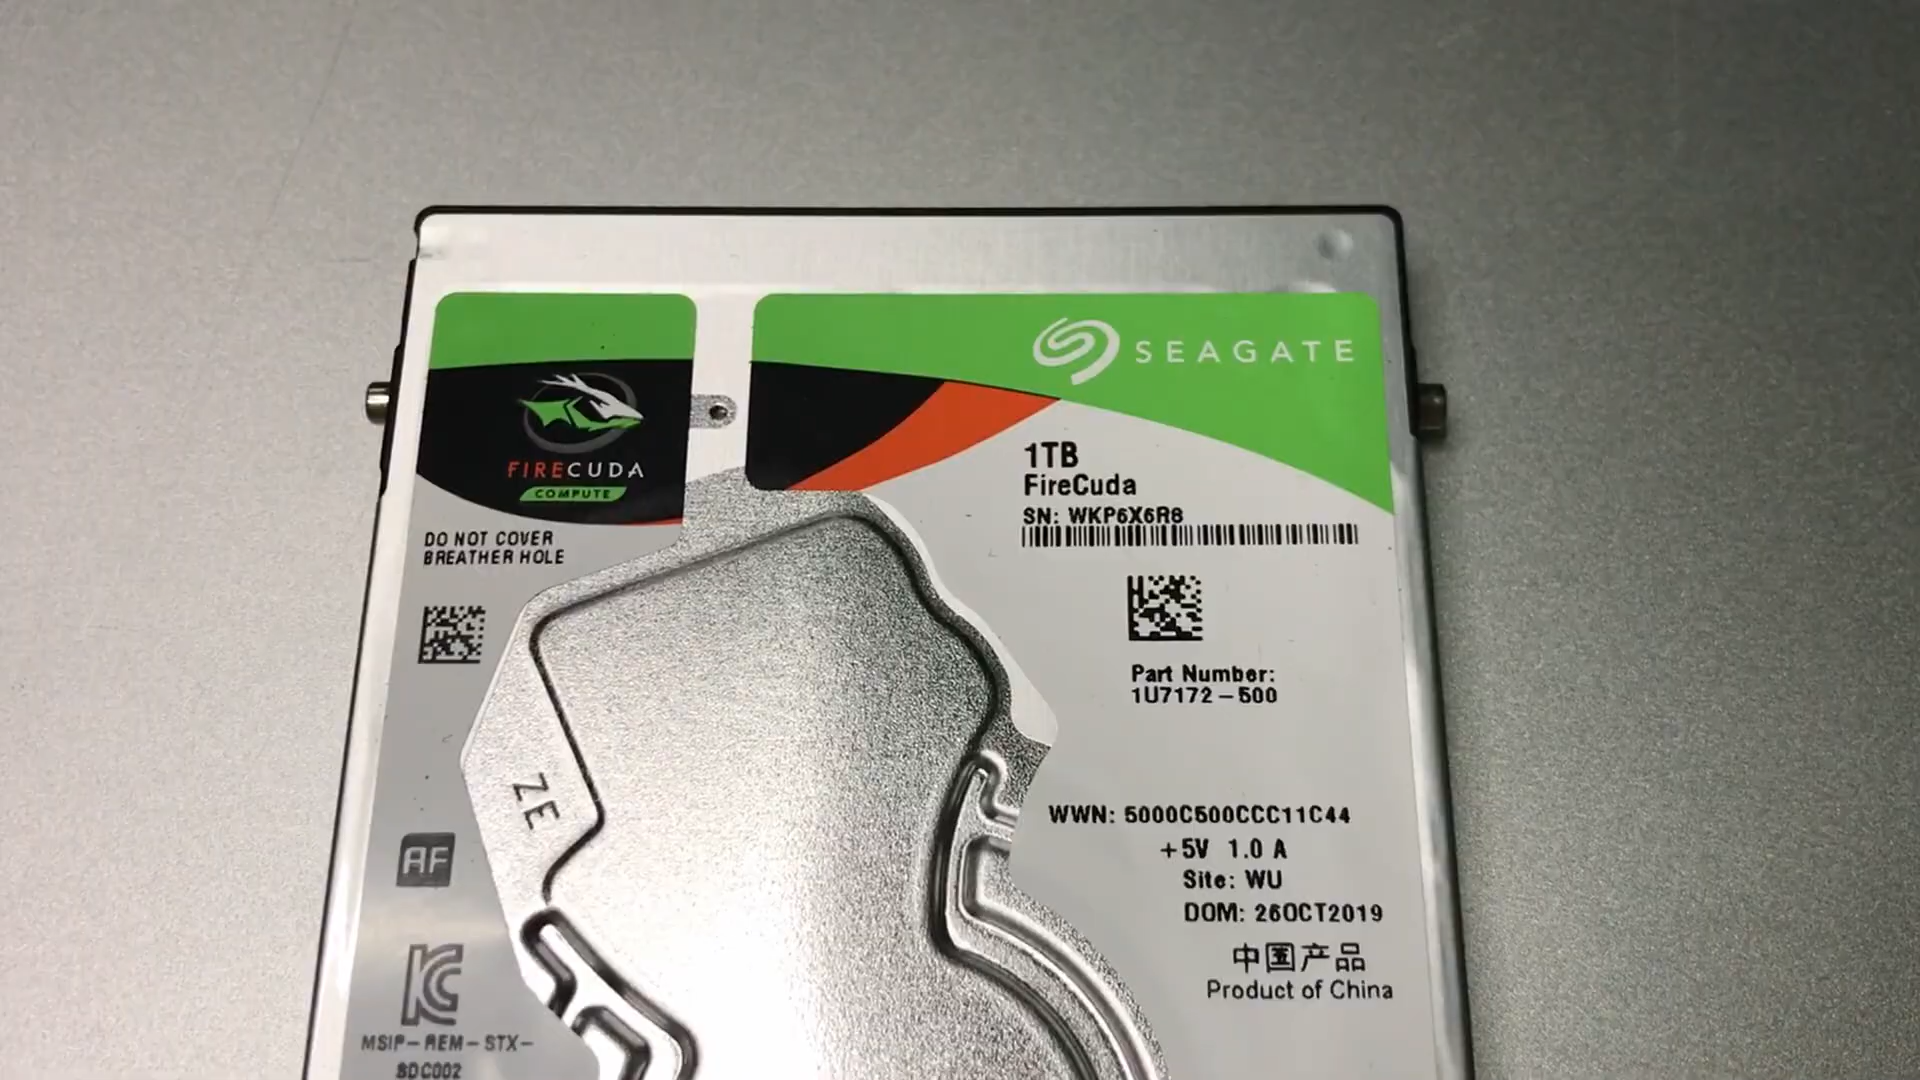 SEAGATE
FIRECUDA
COMPUTE
DO NOT COVER
BREATHER HOLE
1TB
FireCuda
SN: WKP6X6R8
Part Number:
1U7172-500
ZE
WWN: 5000C500CCC11C44
+5V 1.0 A
Site: WU
DOM: 26OCT2019
中国产品
Product of China
AF
MSIP-REM-STX-
SDC002